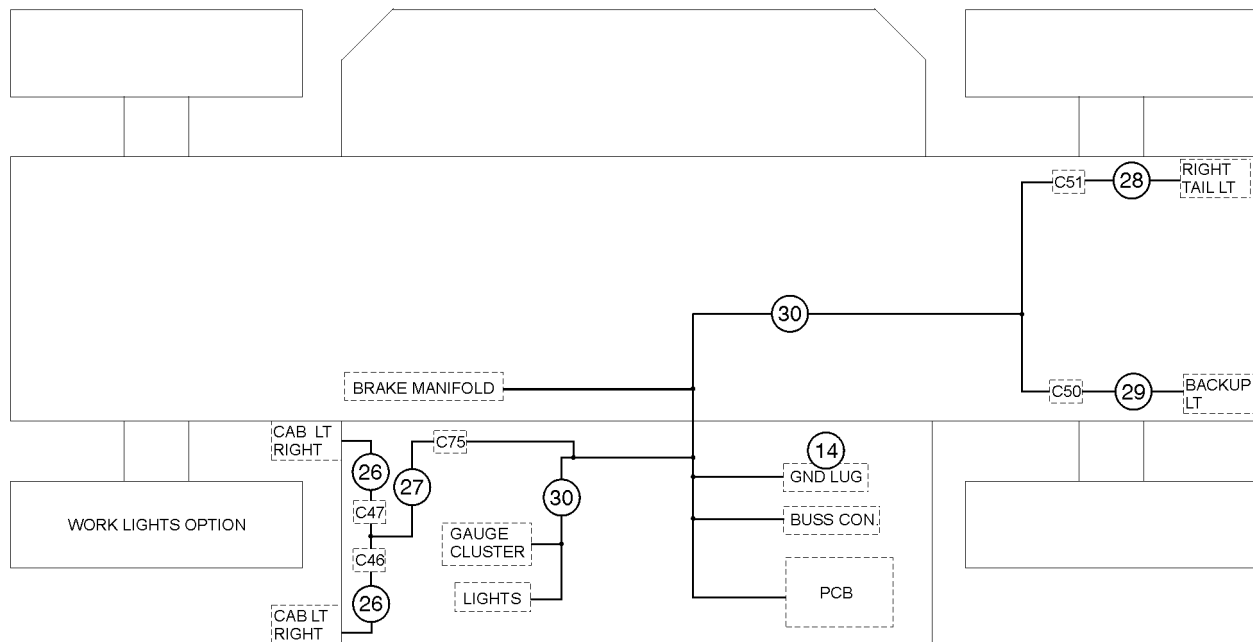 RIGHT
TAIL LT
C51
28
30
BRAKE MANIFOLD
C50
29
BACKUP
LT
CAB LT
RIGHT
C75
14
26
27
30
GND LUG
C47
WORK LIGHTS OPTION
BUSS CON.
GAUGE
CLUSTER
C46
26
LIGHTS
PCB
CAB LT
RIGHT